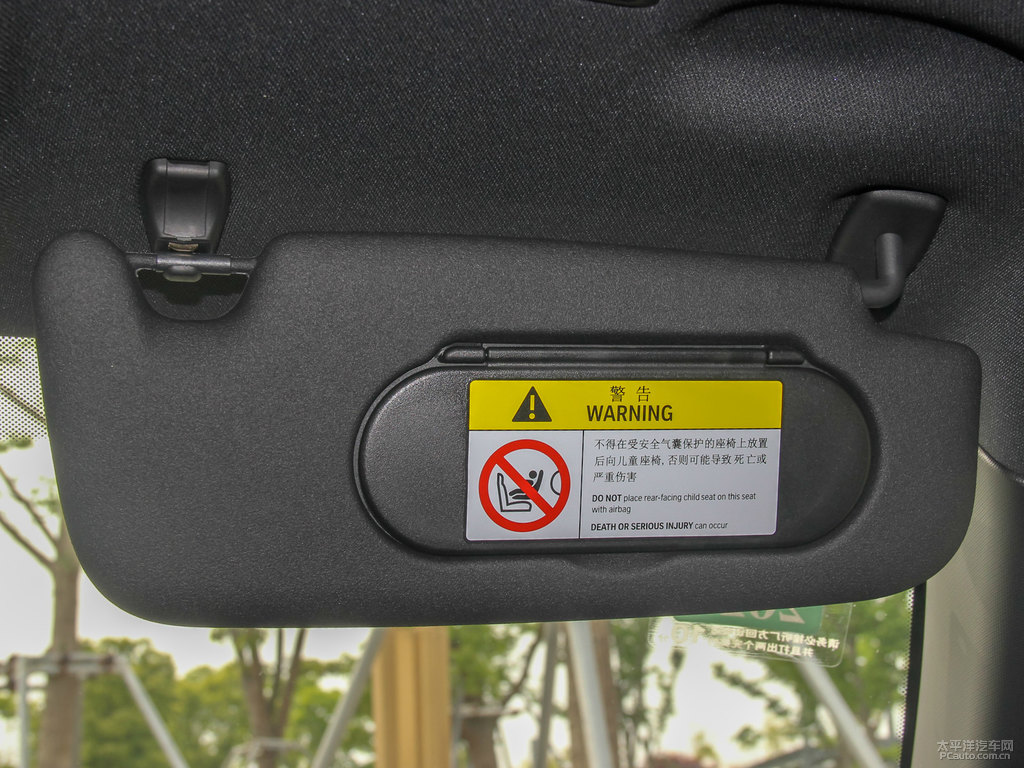 警告
WARNING
不得在受安全气囊保护的座椅上放置
后向儿童座椅,否则可能导致死亡或
严重伤害
DO NOT place rear-facing child seat on this seat
with airbag
DEATH OR SERIOUS INJURY can occur
太平洋汽车网
PCauto.com.cn